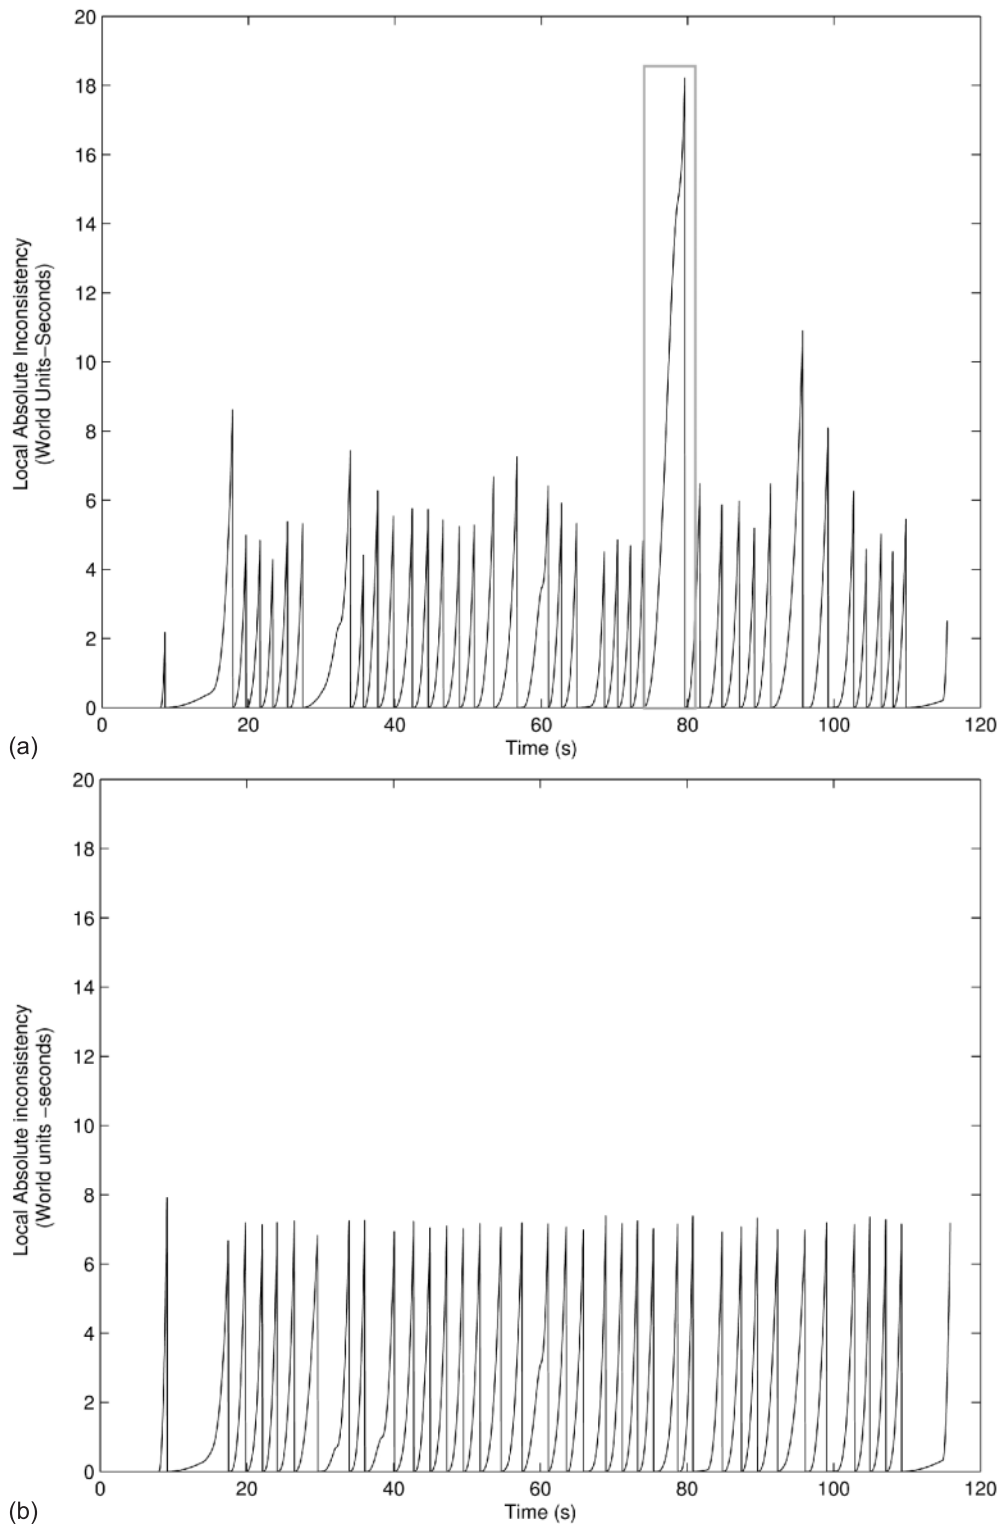 20
18
16
14
12
10
8
6
4
2
0
Local Absolute Inconsistency
(World Units-Seconds)
0 20 40 60 80 100 120
Time (s)
(a)
20
18
16
14
12
10
8
6
4
2
0
Local Absolute inconsistency
(World units -seconds)
0 20 40 60 80 100 120
Time (s)
(b)